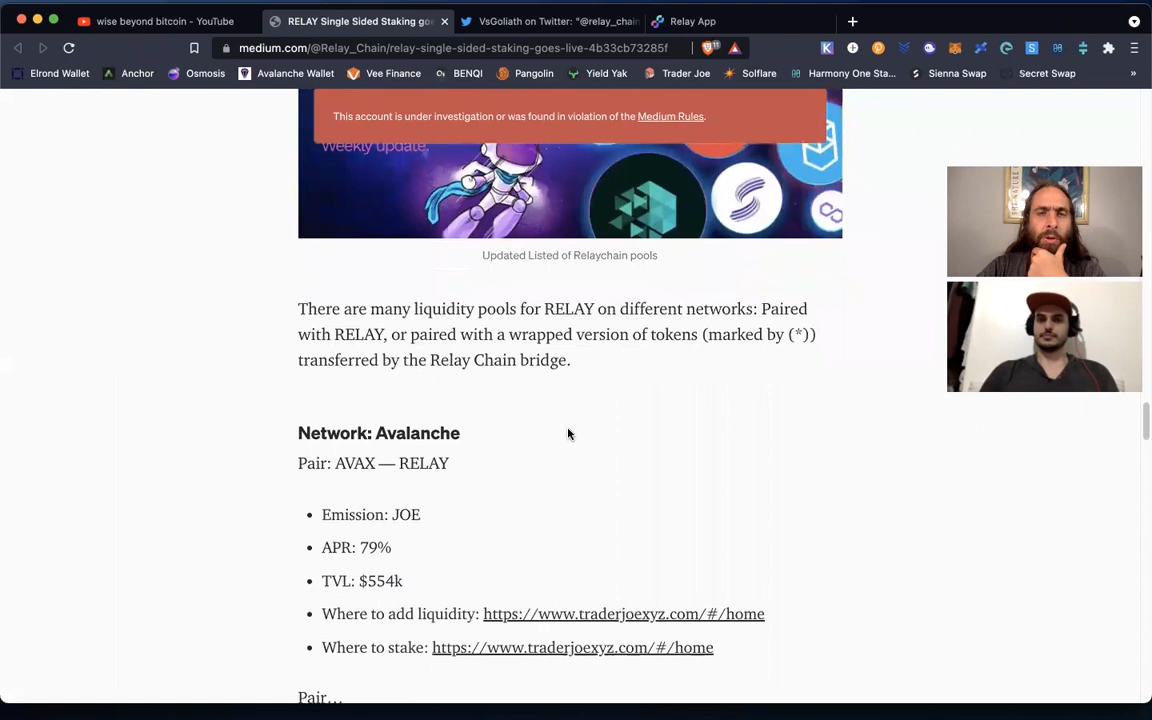 wise beyond bitcoin - YouTube
RELAY Single Sided Staking goe
VsGoliath on Twitter: "@relay_chain
Relay App
medium.com/@Relay_Chain/relay-single-sided-staking-goes-live-4b33cb73285f
Elrond Wallet
Anchor
Osmosis
Avalanche Wallet
Vee Finance
BENQI
Pangolin
Yield Yak
Trader Joe
Solflare
Harmony One Sta...
Sienna Swap
Secret Swap
»
This account is under investigation or was found in violation of the Medium Rules.
Weekly update.
THE NATURE
Updated Listed of Relaychain pools
There are many liquidity pools for RELAY on different networks: Paired
with RELAY, or paired with a wrapped version of tokens (marked by (*))
transferred by the Relay Chain bridge.
Network: Avalanche
Pair: AVAX — RELAY
• Emission: JOE
• APR: 79%
• TVL: $554k
• Where to add liquidity: https://www.traderjoexyz.com/#/home
• Where to stake: https://www.traderjoexyz.com/#/home
Pair...